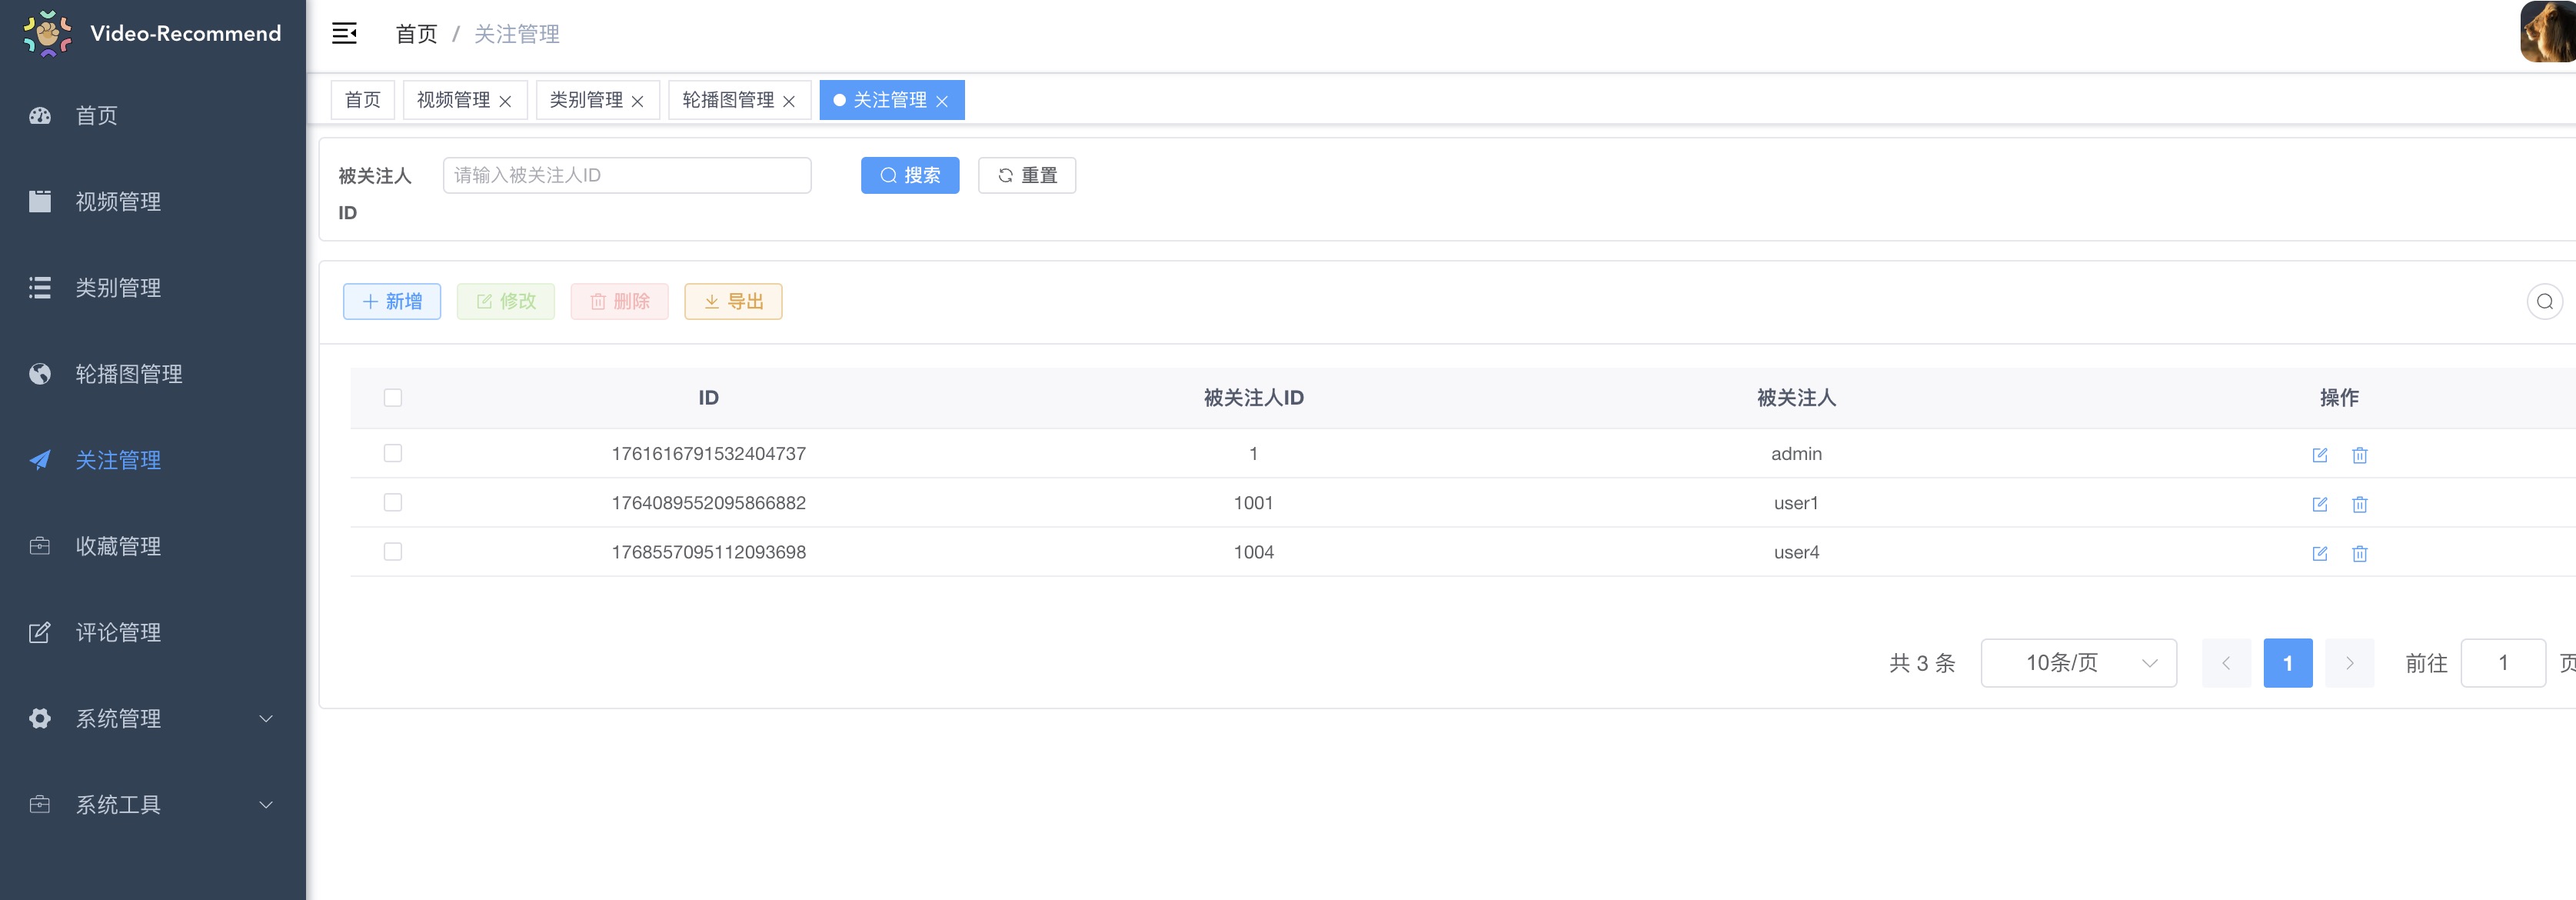 Video-Recommend
首页
视频管理
类别管理
轮播图管理
关注管理
收藏管理
评论管理
系统管理
系统工具
首页 / 关注管理
首页 视频管理 类别管理 轮播图管理 关注管理
被关注人 请输入被关注人ID 搜索 重置
ID
新增 修改 删除 导出
ID 被关注人ID 被关注人 操作
1761616791532404737 1 admin
1764089552095866882 1001 user1
1768557095112093698 1004 user4
共 3 条 10条/页 1 前往 1 页